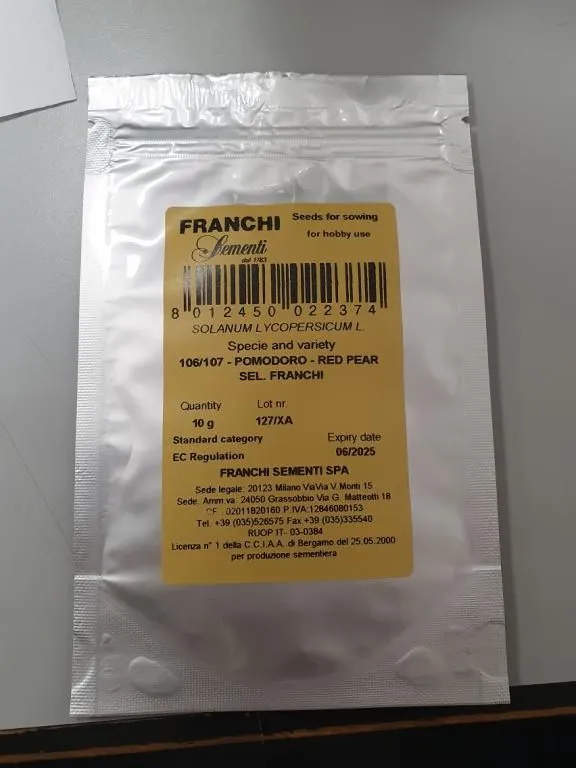 FRANCHI
Seeds for sowing
for hobby use
Sementi
dal 1783
8 012450 022374
SOLANUM LYCOPERSICUM L.
Specie and variety
106/107 - POMODORO - RED PEAR
SEL. FRANCHI
Quantity
Lot nr.
10 g
127/XA
Standard category
Expiry date
EC Regulation
06/2025
FRANCHI SEMENTI SPA
Sede legale: 20123 Milano ViaVia V.Monti 15
Sede. Amm.va: 24050 Grassobbio Via G. Matteotti 18
CF.: 02011820160 P.IVA:12846080153
Tel. +39 (035)526575 Fax +39 (035)335540
RUOP IT- 03-0384
Licenza n° 1 della C.C.I.A.A. di Bergamo del 25.05.2000
per produzione sementiera